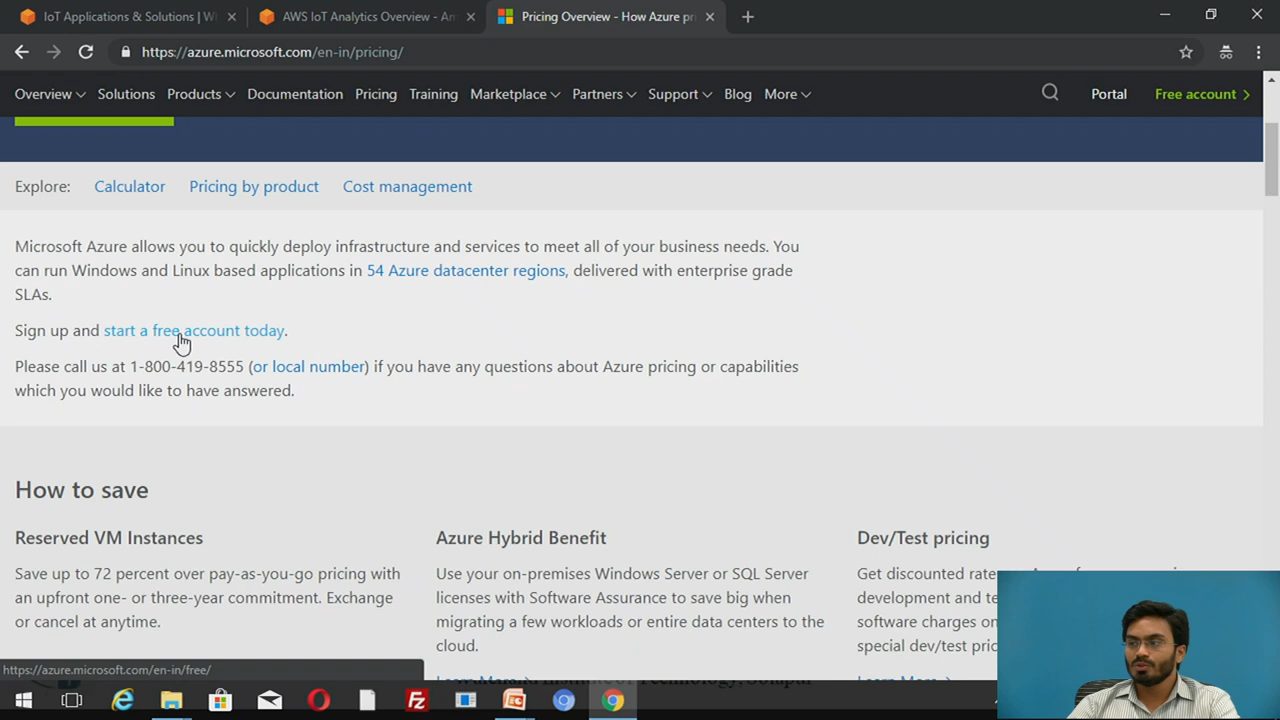 IoT Applications & Solutions | W
AWS IoT Analytics Overview - Am
Pricing Overview - How Azure pri
https://azure.microsoft.com/en-in/pricing/
Overview Solutions Products Documentation Pricing Training Marketplace Partners Support Blog More Portal Free account
Explore: Calculator Pricing by product Cost management
Microsoft Azure allows you to quickly deploy infrastructure and services to meet all of your business needs. You
can run Windows and Linux based applications in 54 Azure datacenter regions, delivered with enterprise grade
SLAs.
Sign up and start a free account today.
Please call us at 1-800-419-8555 (or local number) if you have any questions about Azure pricing or capabilities
which you would like to have answered.
How to save
Reserved VM Instances
Save up to 72 percent over pay-as-you-go pricing with
an upfront one- or three-year commitment. Exchange
or cancel at anytime.
Azure Hybrid Benefit
Use your on-premises Windows Server or SQL Server
licenses with Software Assurance to save big when
migrating a few workloads or entire data centers to the
cloud.
Learn More
Dev/Test pricing
Get discounted rate
development and te
software charges on
special dev/test pric
Learn More
https://azure.microsoft.com/en-in/free/